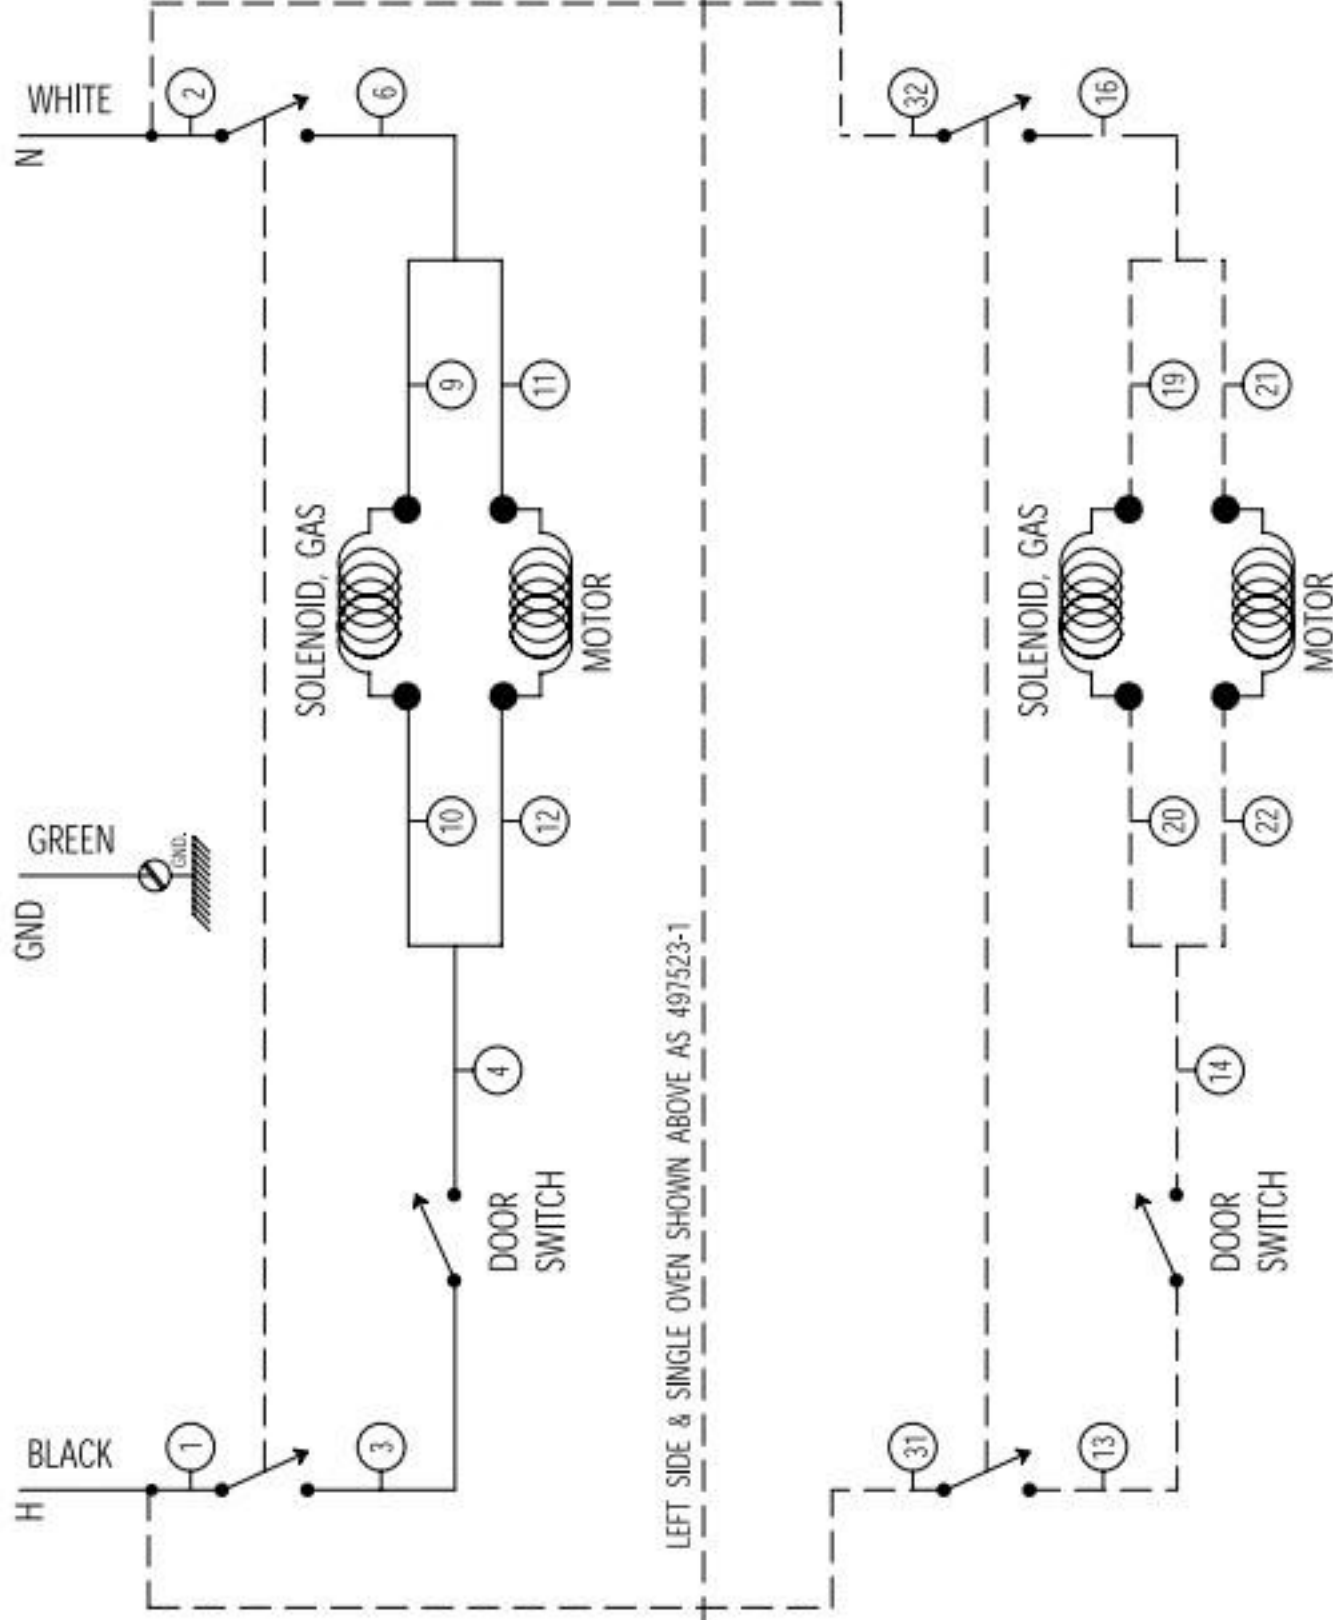 H
BLACK
GND
GREEN
GND.
N
WHITE
1
2
3
6
DOOR
SWITCH
4
10
12
SOLENOID, GAS
MOTOR
9
11
LEFT SIDE & SINGLE OVEN SHOWN ABOVE AS 497523-1
31
32
13
16
DOOR
SWITCH
14
20
22
SOLENOID, GAS
MOTOR
19
21